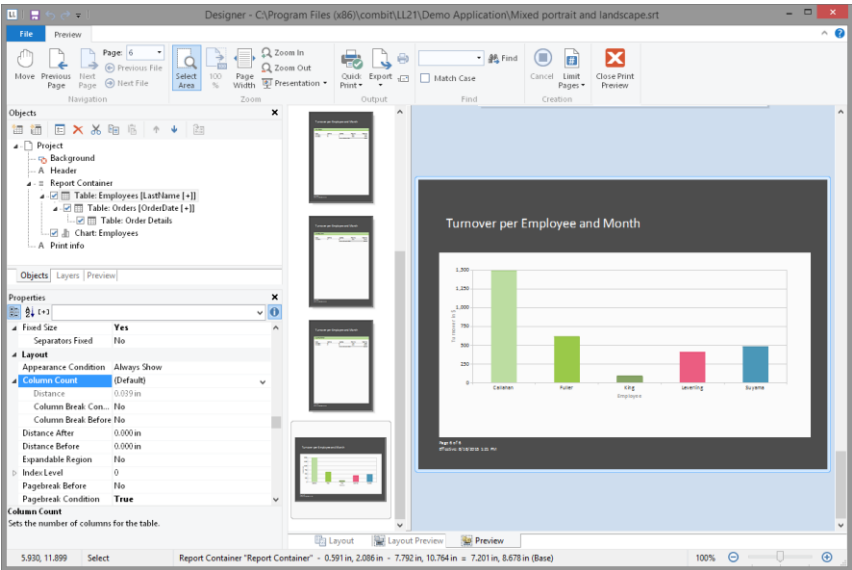 Designer - C:\Program Files (x86)\combit\LL21\Demo Application\Mixed portrait and landscape.srt
File Preview
Move
Previous Page
Next Page
Page: 6
Previous File
Next File
Navigation
Select Area
100 %
Page Width
Zoom In
Zoom Out
Presentation
Zoom
Quick Print
Export
Output
Find
Match Case
Find
Cancel
Limit Pages
Creation
Close Print Preview
Objects
Project
Background
Header
Report Container
Table: Employees [LastName [+]]
Table: Orders [OrderDate [+]]
Table: Order Details
Chart: Employees
Print info
Objects Layers Preview
Properties
Fixed Size Yes
Separators Fixed No
Layout
Appearance Condition Always Show
Column Count (Default)
Distance 0.039 in
Column Break Con... No
Column Break Before No
Distance After 0.000 in
Distance Before 0.000 in
Expandable Region No
Index Level 0
Pagebreak Before No
Pagebreak Condition True
Column Count
Sets the number of columns for the table.
Turnover per Employee and Month
1,500
1,250
1,000
750
500
250
0
Callahan
Fuller
King
Leverling
Suyama
Employee
Page 6 of 6
Layout Layout Preview Preview
5.930, 11.899 Select Report Container "Report Container" - 0.591 in, 2.086 in - 7.792 in, 10.764 in = 7.201 in, 8.678 in (Base) 100%